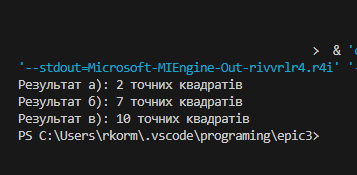 > & '
'--stdout=Microsoft-MIEngine-Out-rivvrlr4.r4i' '-
Результат а): 2 точних квадратів
Результат б): 7 точних квадратів
Результат в): 10 точних квадратів
PS C:\Users\rkorm\.vscode\programing\epic3>